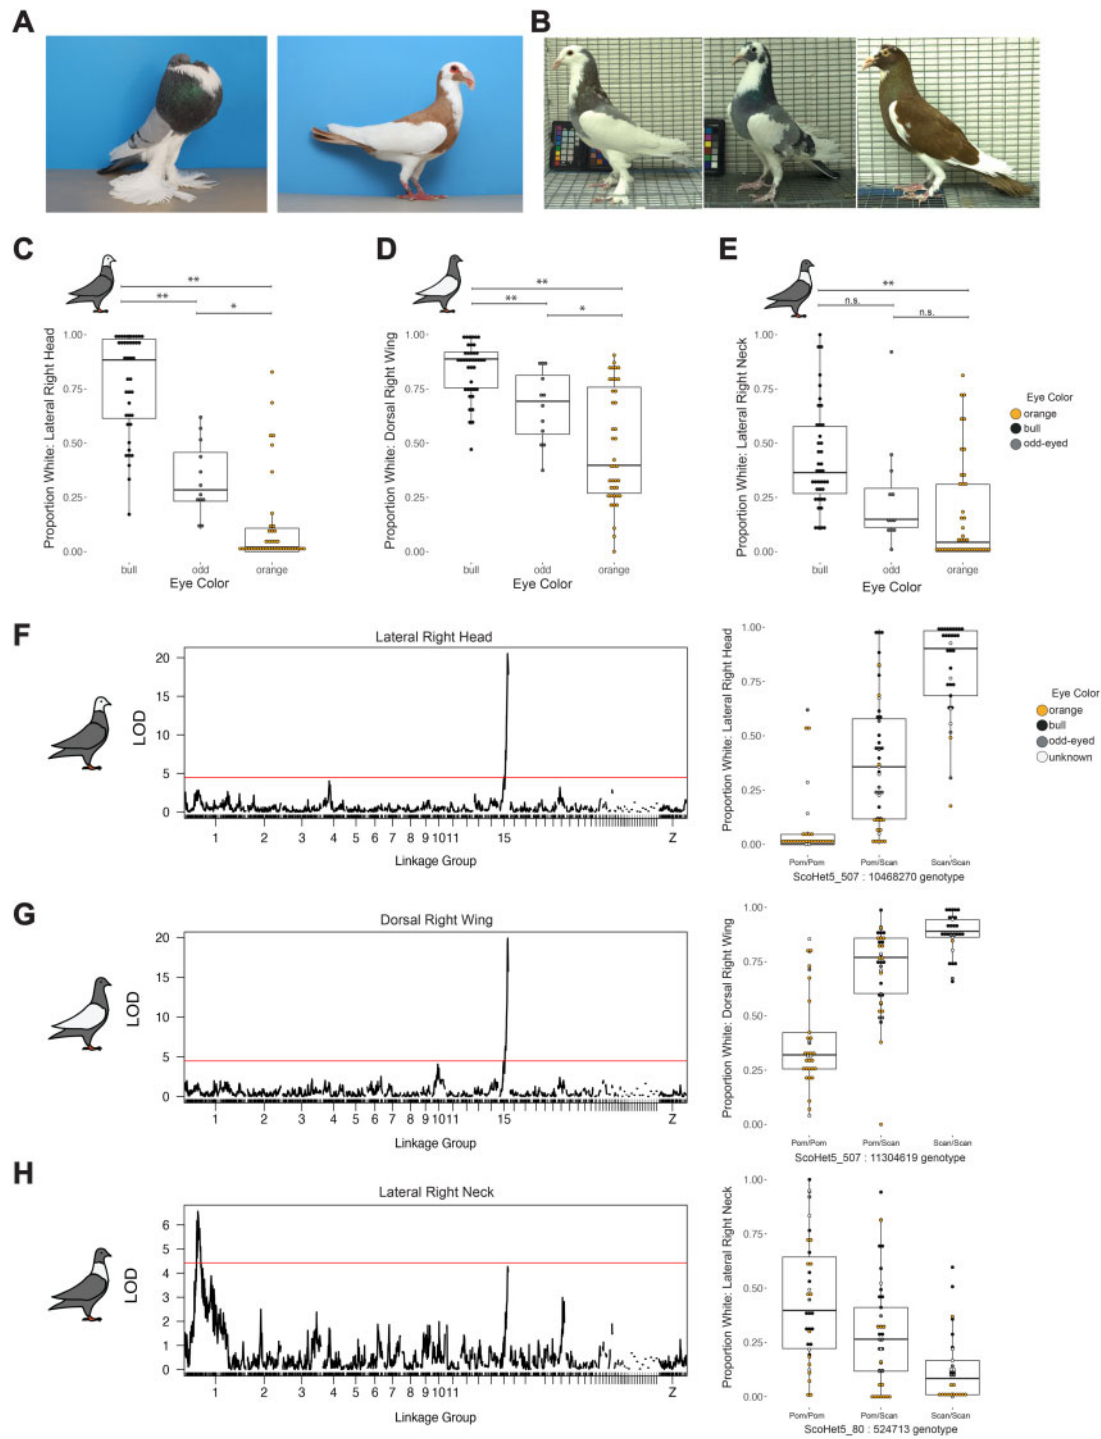 A
B
C
**
**
*
Proportion White: Lateral Right Head
1.00
0.75
0.50
0.25
0.00
bull
odd
orange
Eye Color
D
**
**
*
Proportion White: Dorsal Right Wing
1.00
0.75
0.50
0.25
0.00
bull
odd
orange
Eye Color
E
**
n.s.
n.s.
Proportion White: Lateral Right Neck
1.00
0.75
0.50
0.25
0.00
bull
odd
orange
Eye Color
Eye Color
orange
bull
odd-eyed
F
Lateral Right Head
LOD
20
15
10
5
0
1 2 3 4 6 7 8 9 10 11 15 Z
Linkage Group
Proportion White: Lateral Right Head
1.00
0.75
0.50
0.25
0.00
Pom/Pom
Pom/Scan
Scan/Scan
ScoHet5_507 : 10468270 genotype
Eye Color
orange
bull
odd-eyed
unknown
G
Dorsal Right Wing
LOD
20
15
10
5
0
1 2 3 4 6 7 8 9 10 11 15 Z
Linkage Group
Proportion White: Dorsal Right Wing
1.00
0.75
0.50
0.25
0.00
Pom/Pom
Pom/Scan
Scan/Scan
ScoHet5_507 : 11304619 genotype
H
Lateral Right Neck
LOD
6
5
4
3
2
1
0
1 2 3 4 6 7 8 9 10 11 Z
Linkage Group
Proportion White: Lateral Right Neck
1.00
0.75
0.50
0.25
0.00
Pom/Pom
Pom/Scan
Scan/Scan
ScoHet5_80 : 524713 genotype